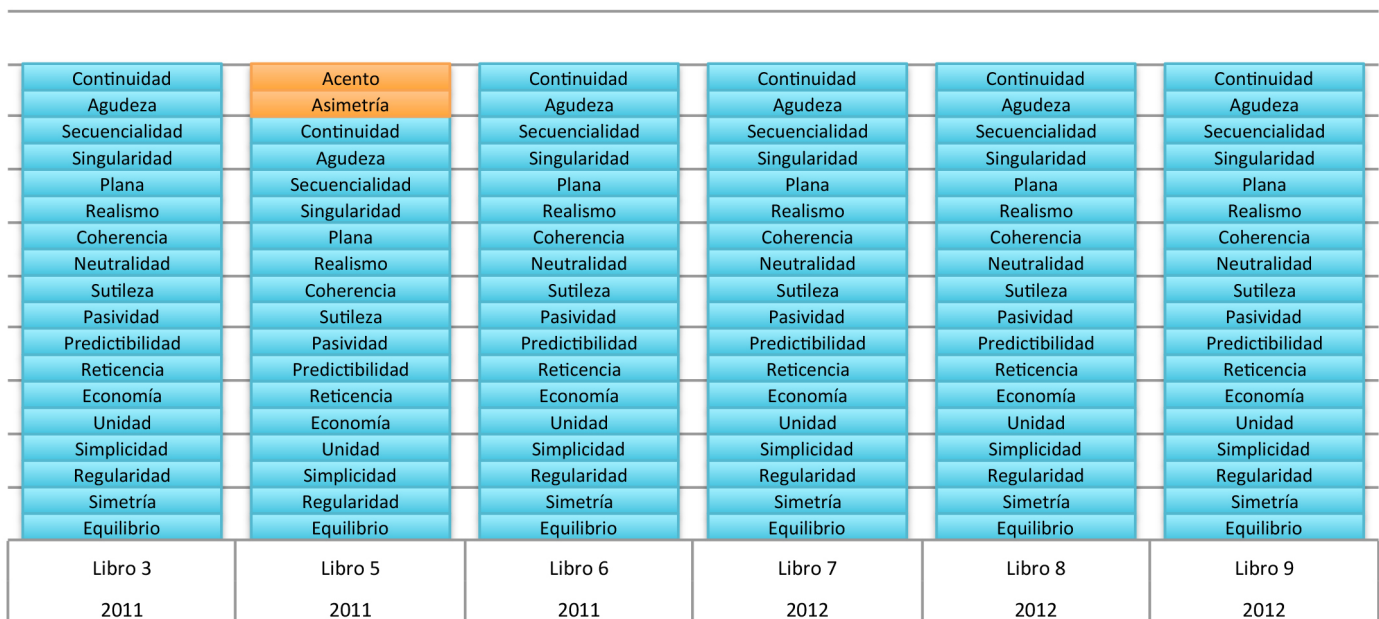 Continuidad Acento Continuidad Continuidad Continuidad Continuidad
Agudeza Asimetría Agudeza Agudeza Agudeza Agudeza
Secuencialidad Continuidad Secuencialidad Secuencialidad Secuencialidad Secuencialidad
Singularidad Agudeza Singularidad Singularidad Singularidad Singularidad
Plana Secuencialidad Plana Plana Plana Plana
Realismo Singularidad Realismo Realismo Realismo Realismo
Coherencia Plana Coherencia Coherencia Coherencia Coherencia
Neutralidad Realismo Neutralidad Neutralidad Neutralidad Neutralidad
Sutileza Coherencia Sutileza Sutileza Sutileza Sutileza
Pasividad Sutileza Pasividad Pasividad Pasividad Pasividad
Predictibilidad Pasividad Predictibilidad Predictibilidad Predictibilidad Predictibilidad
Reticencia Predictibilidad Reticencia Reticencia Reticencia Reticencia
Economía Reticencia Economía Economía Economía Economía
Unidad Economía Unidad Unidad Unidad Unidad
Simplicidad Unidad Simplicidad Simplicidad Simplicidad Simplicidad
Regularidad Simplicidad Regularidad Regularidad Regularidad Regularidad
Simetría Regularidad Simetría Simetría Simetría Simetría
Equilibrio Equilibrio Equilibrio Equilibrio Equilibrio Equilibrio
Libro 3 Libro 5 Libro 6 Libro 7 Libro 8 Libro 9
2011 2011 2011 2012 2012 2012